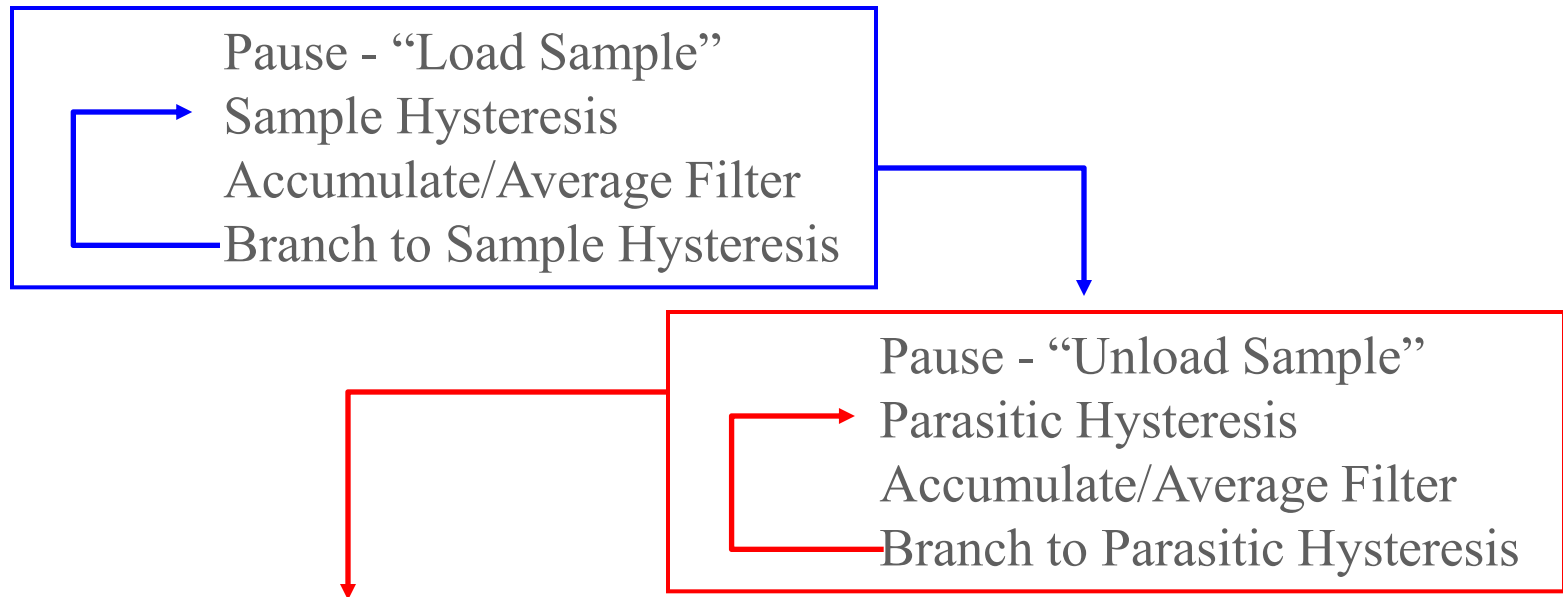 Pause - “Load Sample”
Sample Hysteresis
Accumulate/Average Filter
Branch to Sample Hysteresis
Pause - “Unload Sample”
Parasitic Hysteresis
Accumulate/Average Filter
Branch to Parasitic Hysteresis